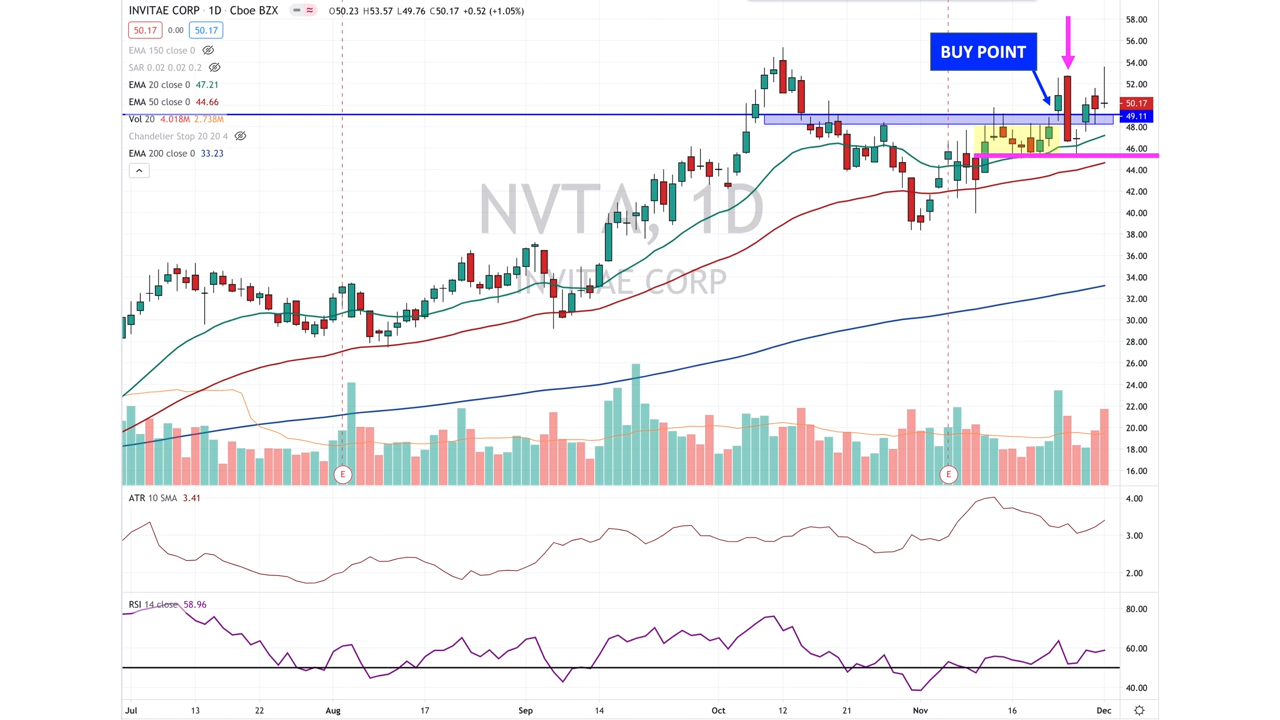 INVITAE CORP · 1D · Cboe BZX O50.23 H53.57 L49.76 C50.17 +0.52 (+1.05%)
50.17 0.00 50.17
EMA 150 close 0
SAR 0.02 0.02 0.2
EMA 20 close 0 47.21
EMA 50 close 0 44.66
Vol 20 4.018M 2.738M
Chandelier Stop 20 20 4
EMA 200 close 0 33.23
BUY POINT
NVTA, 1D
INVITAE CORP
58.00
56.00
54.00
52.00
50.17
49.11
48.00
46.00
44.00
42.00
40.00
38.00
36.00
34.00
32.00
30.00
28.00
26.00
24.00
22.00
20.00
18.00
16.00
E
E
ATR 10 SMA 3.41
4.00
3.00
2.00
RSI 14 close 58.96
80.00
60.00
40.00
Jul 13 22 Aug 17 Sep 14 Oct 12 21 Nov 16 Dec